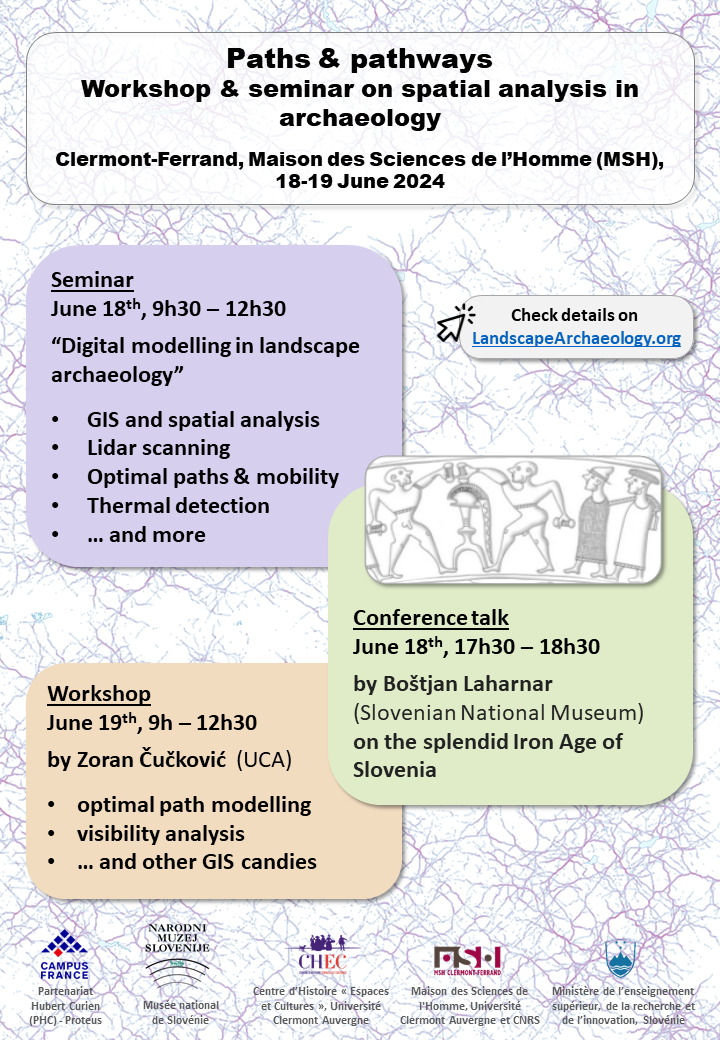 Paths & pathways
Workshop & seminar on spatial analysis in
archaeology
Clermont-Ferrand, Maison des Sciences de l’Homme (MSH),
18-19 June 2024
Seminar
June 18th, 9h30 – 12h30
“Digital modelling in landscape
archaeology”
• GIS and spatial analysis
• Lidar scanning
• Optimal paths & mobility
• Thermal detection
• ... and more
Check details on
LandscapeArchaeology.org
Conference talk
June 18th, 17h30 – 18h30
by Boštjan Laharnar
(Slovenian National Museum)
on the splendid Iron Age of
Slovenia
Workshop
June 19th, 9h – 12h30
by Zoran Čučković (UCA)
• optimal path modelling
• visibility analysis
• ... and other GIS candies
CAMPUS
FRANCE
Partenariat
Hubert Curien
(PHC) - Proteus
NARODNI
MUZEJ
SLOVENIJE
Musée national
de Slovénie
CHEC
Centre d’Histoire « Espaces
et Cultures », Université
Clermont Auvergne
MSH
MSH CLERMONT-FERRAND
Maison des Sciences de
l’Homme, Université
Clermont Auvergne et CNRS
Ministère de l’enseignement
supérieur, de la recherche et
de l’innovation, Slovénie